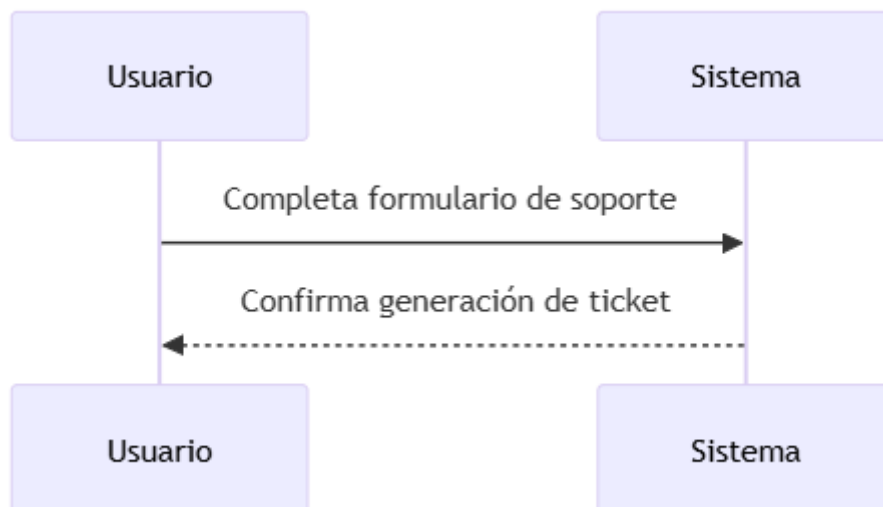 Usuario
Sistema
Completa formulario de soporte
Confirma generación de ticket
Usuario
Sistema